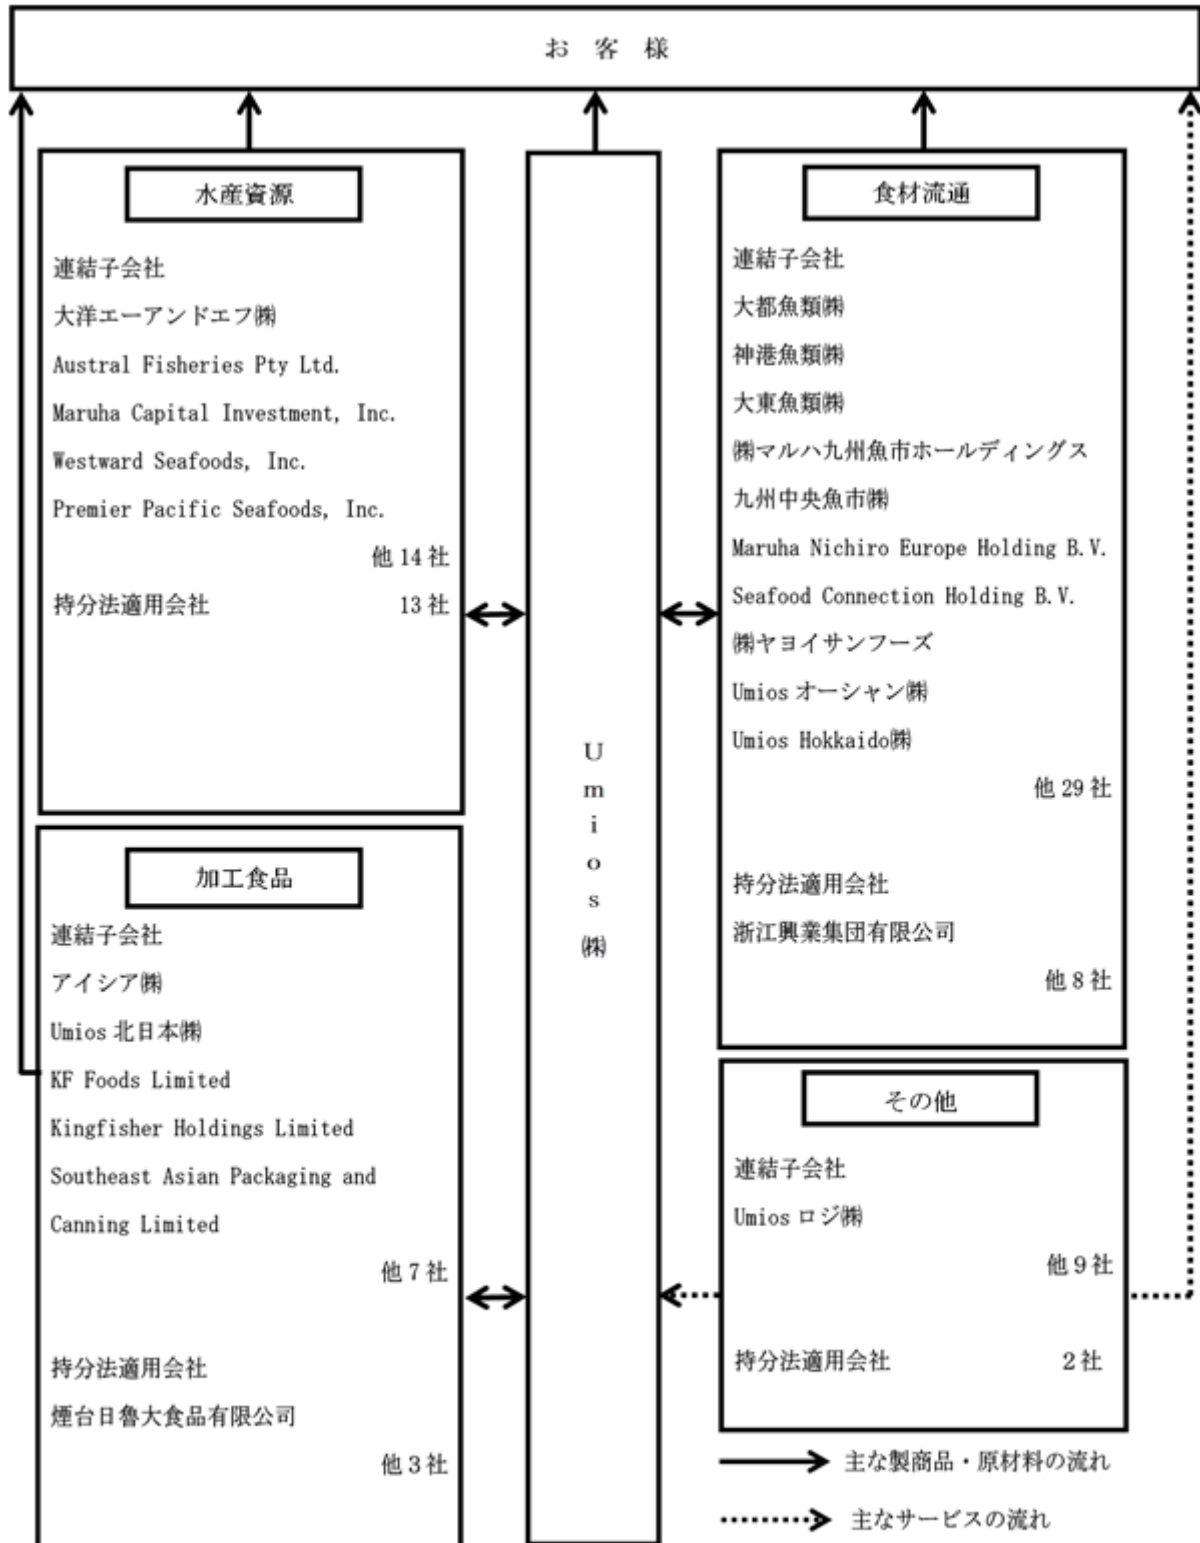 お客様
水産資源
連結子会社
大洋エーアンドエフ㈱
Austral Fisheries Pty Ltd.
Maruha Capital Investment, Inc.
Westward Seafoods, Inc.
Premier Pacific Seafoods, Inc.
他 14 社
持分法適用会社 13 社
加工食品
連結子会社
アイシア㈱
Umios 北日本㈱
KF Foods Limited
Kingfisher Holdings Limited
Southeast Asian Packaging and
Canning Limited
他 7 社
持分法適用会社
煙台日魯大食品有限公司
他 3 社
Umios㈱
食材流通
連結子会社
大都魚類㈱
神港魚類㈱
大東魚類㈱
㈱マルハ九州魚市ホールディングス
九州中央魚市㈱
Maruha Nichiro Europe Holding B.V.
Seafood Connection Holding B.V.
㈱ヤヨイサンフーズ
Umios オーシャン㈱
Umios Hokkaido㈱
他 29 社
持分法適用会社
浙江興業集団有限公司
他 8 社
その他
連結子会社
Umios ロジ㈱
他 9 社
持分法適用会社 2 社
主な製商品・原材料の流れ
主なサービスの流れ